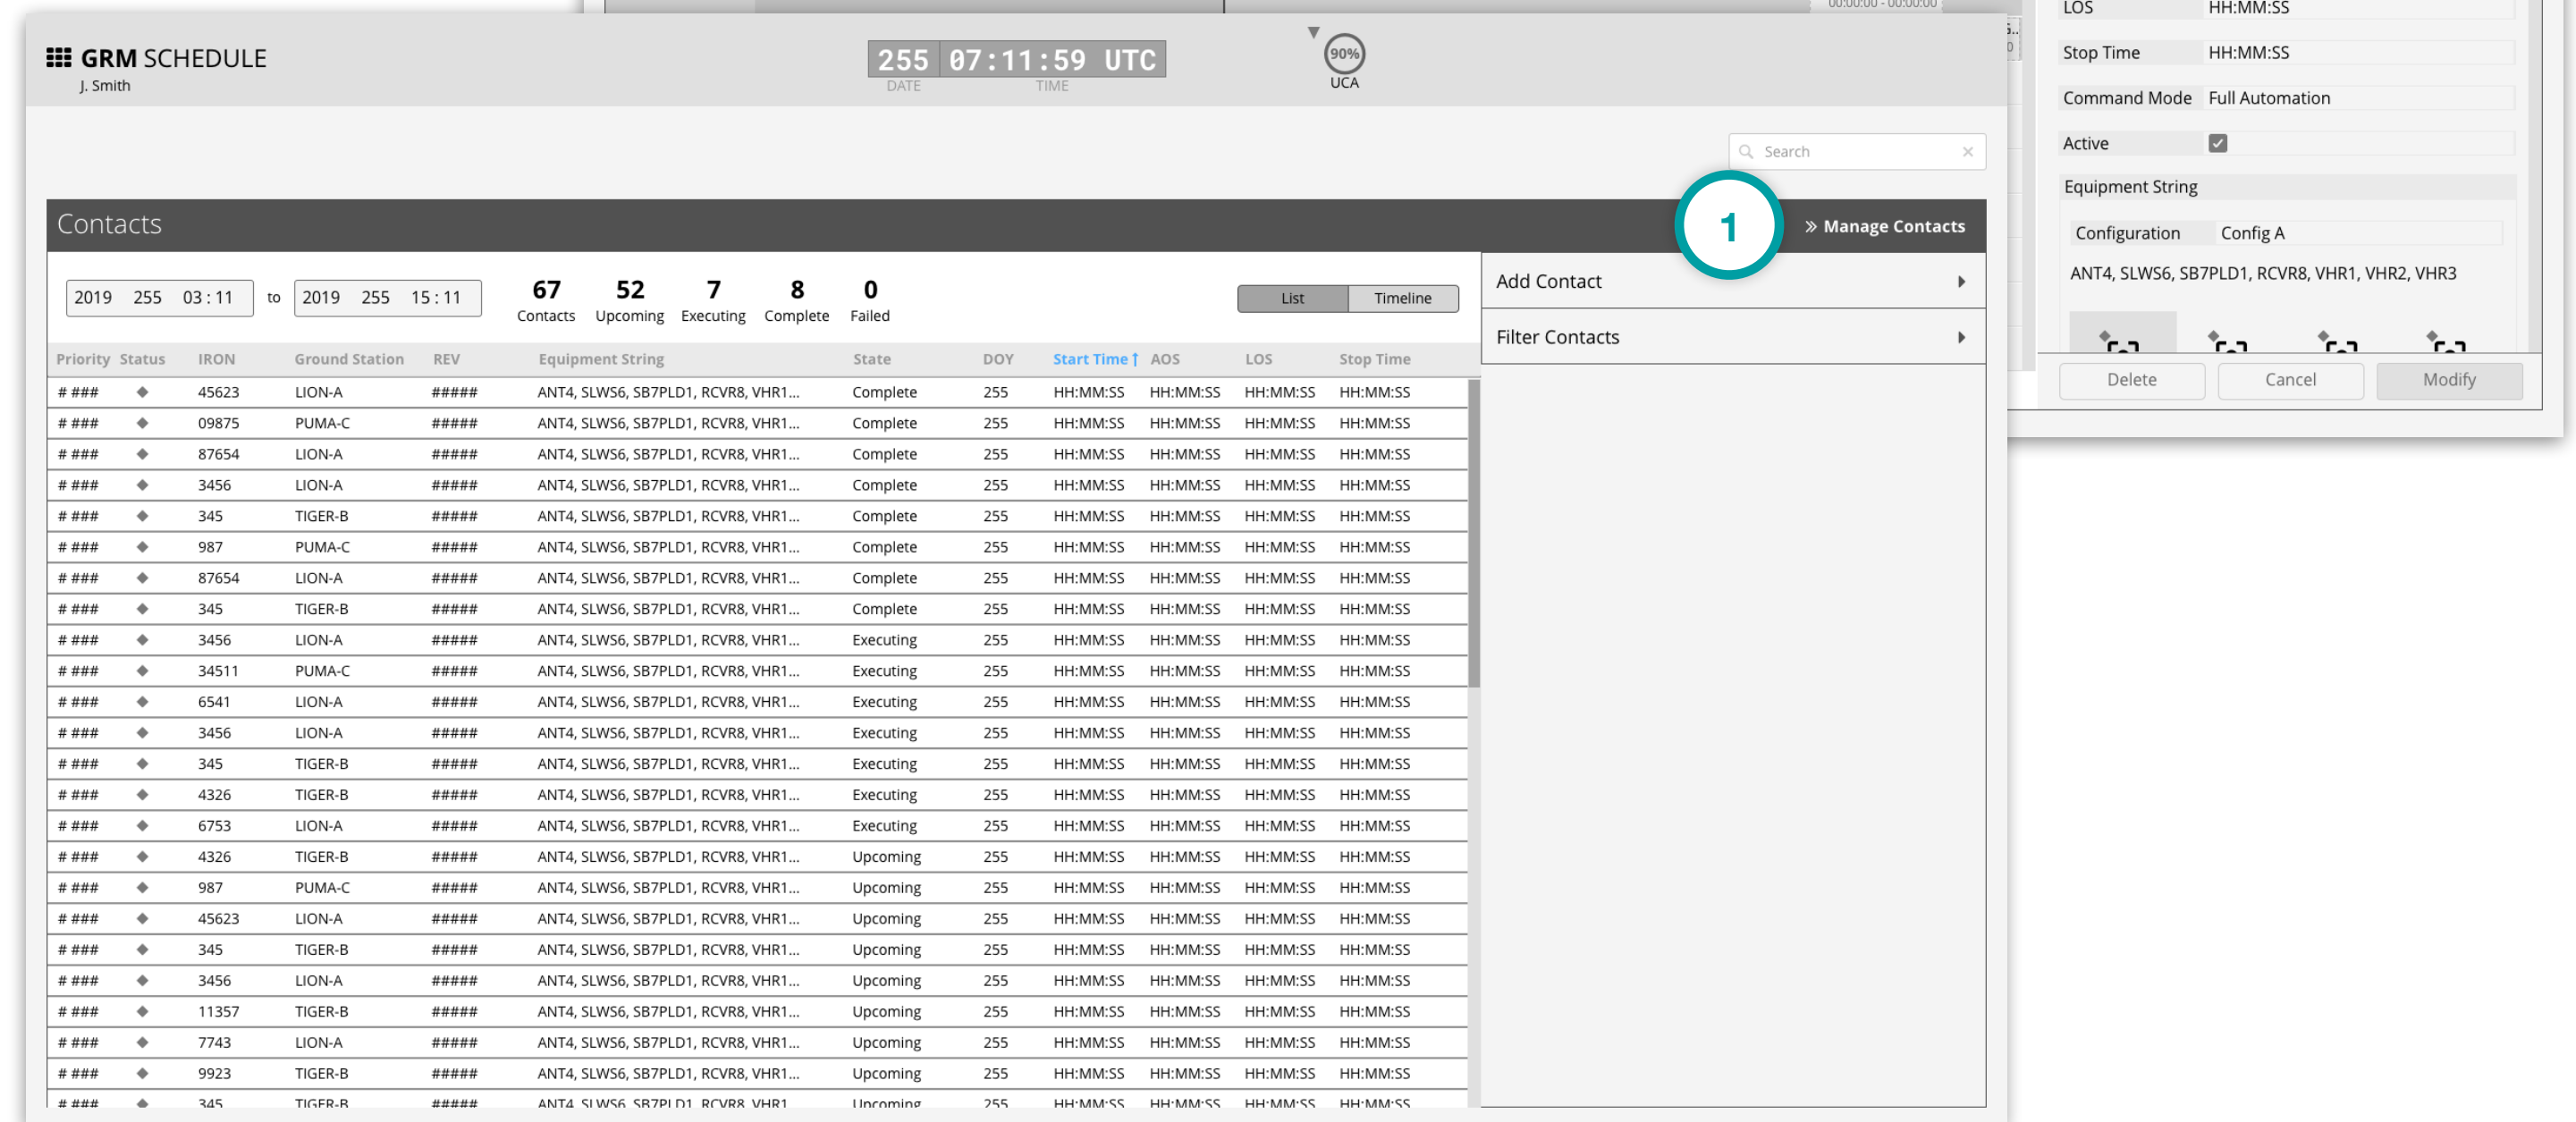 GRM SCHEDULE
J. Smith
255 07:11:59 UTC
DATE TIME
90%
UCA
Search
Contacts
1
Manage Contacts
2019 255 03 : 11 to 2019 255 15 : 11
67 52 7 8 0
Contacts Upcoming Executing Complete Failed
List Timeline
Add Contact
Filter Contacts
Priority Status IRON Ground Station REV Equipment String State DOY Start Time AOS LOS Stop Time
# ### 45623 LION-A ##### ANT4, SLWS6, SB7PLD1, RCVR8, VHR1... Complete 255 HH:MM:SS HH:MM:SS HH:MM:SS HH:MM:SS
# ### 09875 PUMA-C ##### ANT4, SLWS6, SB7PLD1, RCVR8, VHR1... Complete 255 HH:MM:SS HH:MM:SS HH:MM:SS HH:MM:SS
# ### 87654 LION-A ##### ANT4, SLWS6, SB7PLD1, RCVR8, VHR1... Complete 255 HH:MM:SS HH:MM:SS HH:MM:SS HH:MM:SS
# ### 3456 LION-A ##### ANT4, SLWS6, SB7PLD1, RCVR8, VHR1... Complete 255 HH:MM:SS HH:MM:SS HH:MM:SS HH:MM:SS
# ### 345 TIGER-B ##### ANT4, SLWS6, SB7PLD1, RCVR8, VHR1... Complete 255 HH:MM:SS HH:MM:SS HH:MM:SS HH:MM:SS
# ### 987 PUMA-C ##### ANT4, SLWS6, SB7PLD1, RCVR8, VHR1... Complete 255 HH:MM:SS HH:MM:SS HH:MM:SS HH:MM:SS
# ### 87654 LION-A ##### ANT4, SLWS6, SB7PLD1, RCVR8, VHR1... Complete 255 HH:MM:SS HH:MM:SS HH:MM:SS HH:MM:SS
# ### 345 TIGER-B ##### ANT4, SLWS6, SB7PLD1, RCVR8, VHR1... Complete 255 HH:MM:SS HH:MM:SS HH:MM:SS HH:MM:SS
# ### 3456 LION-A ##### ANT4, SLWS6, SB7PLD1, RCVR8, VHR1... Executing 255 HH:MM:SS HH:MM:SS HH:MM:SS HH:MM:SS
# ### 34511 PUMA-C ##### ANT4, SLWS6, SB7PLD1, RCVR8, VHR1... Executing 255 HH:MM:SS HH:MM:SS HH:MM:SS HH:MM:SS
# ### 6541 LION-A ##### ANT4, SLWS6, SB7PLD1, RCVR8, VHR1... Executing 255 HH:MM:SS HH:MM:SS HH:MM:SS HH:MM:SS
# ### 3456 LION-A ##### ANT4, SLWS6, SB7PLD1, RCVR8, VHR1... Executing 255 HH:MM:SS HH:MM:SS HH:MM:SS HH:MM:SS
# ### 345 TIGER-B ##### ANT4, SLWS6, SB7PLD1, RCVR8, VHR1... Executing 255 HH:MM:SS HH:MM:SS HH:MM:SS HH:MM:SS
# ### 4326 TIGER-B ##### ANT4, SLWS6, SB7PLD1, RCVR8, VHR1... Executing 255 HH:MM:SS HH:MM:SS HH:MM:SS HH:MM:SS
# ### 6753 LION-A ##### ANT4, SLWS6, SB7PLD1, RCVR8, VHR1... Executing 255 HH:MM:SS HH:MM:SS HH:MM:SS HH:MM:SS
# ### 4326 TIGER-B ##### ANT4, SLWS6, SB7PLD1, RCVR8, VHR1... Upcoming 255 HH:MM:SS HH:MM:SS HH:MM:SS HH:MM:SS
# ### 987 PUMA-C ##### ANT4, SLWS6, SB7PLD1, RCVR8, VHR1... Upcoming 255 HH:MM:SS HH:MM:SS HH:MM:SS HH:MM:SS
# ### 45623 LION-A ##### ANT4, SLWS6, SB7PLD1, RCVR8, VHR1... Upcoming 255 HH:MM:SS HH:MM:SS HH:MM:SS HH:MM:SS
# ### 345 TIGER-B ##### ANT4, SLWS6, SB7PLD1, RCVR8, VHR1... Upcoming 255 HH:MM:SS HH:MM:SS HH:MM:SS HH:MM:SS
# ### 3456 LION-A ##### ANT4, SLWS6, SB7PLD1, RCVR8, VHR1... Upcoming 255 HH:MM:SS HH:MM:SS HH:MM:SS HH:MM:SS
# ### 11357 TIGER-B ##### ANT4, SLWS6, SB7PLD1, RCVR8, VHR1... Upcoming 255 HH:MM:SS HH:MM:SS HH:MM:SS HH:MM:SS
# ### 7743 LION-A ##### ANT4, SLWS6, SB7PLD1, RCVR8, VHR1... Upcoming 255 HH:MM:SS HH:MM:SS HH:MM:SS HH:MM:SS
# ### 9923 TIGER-B ##### ANT4, SLWS6, SB7PLD1, RCVR8, VHR1... Upcoming 255 HH:MM:SS HH:MM:SS HH:MM:SS HH:MM:SS
# ### 345 TIGER-B ##### ANT4, SLWS6, SB7PLD1, RCVR8, VHR1 Upcoming 255 HH:MM:SS HH:MM:SS HH:MM:SS HH:MM:SS
00:00:00 - 00:00:00
LOS HH:MM:SS
Stop Time HH:MM:SS
Command Mode Full Automation
Active
Equipment String
Configuration Config A
ANT4, SLWS6, SB7PLD1, RCVR8, VHR1, VHR2, VHR3
Delete Cancel Modify